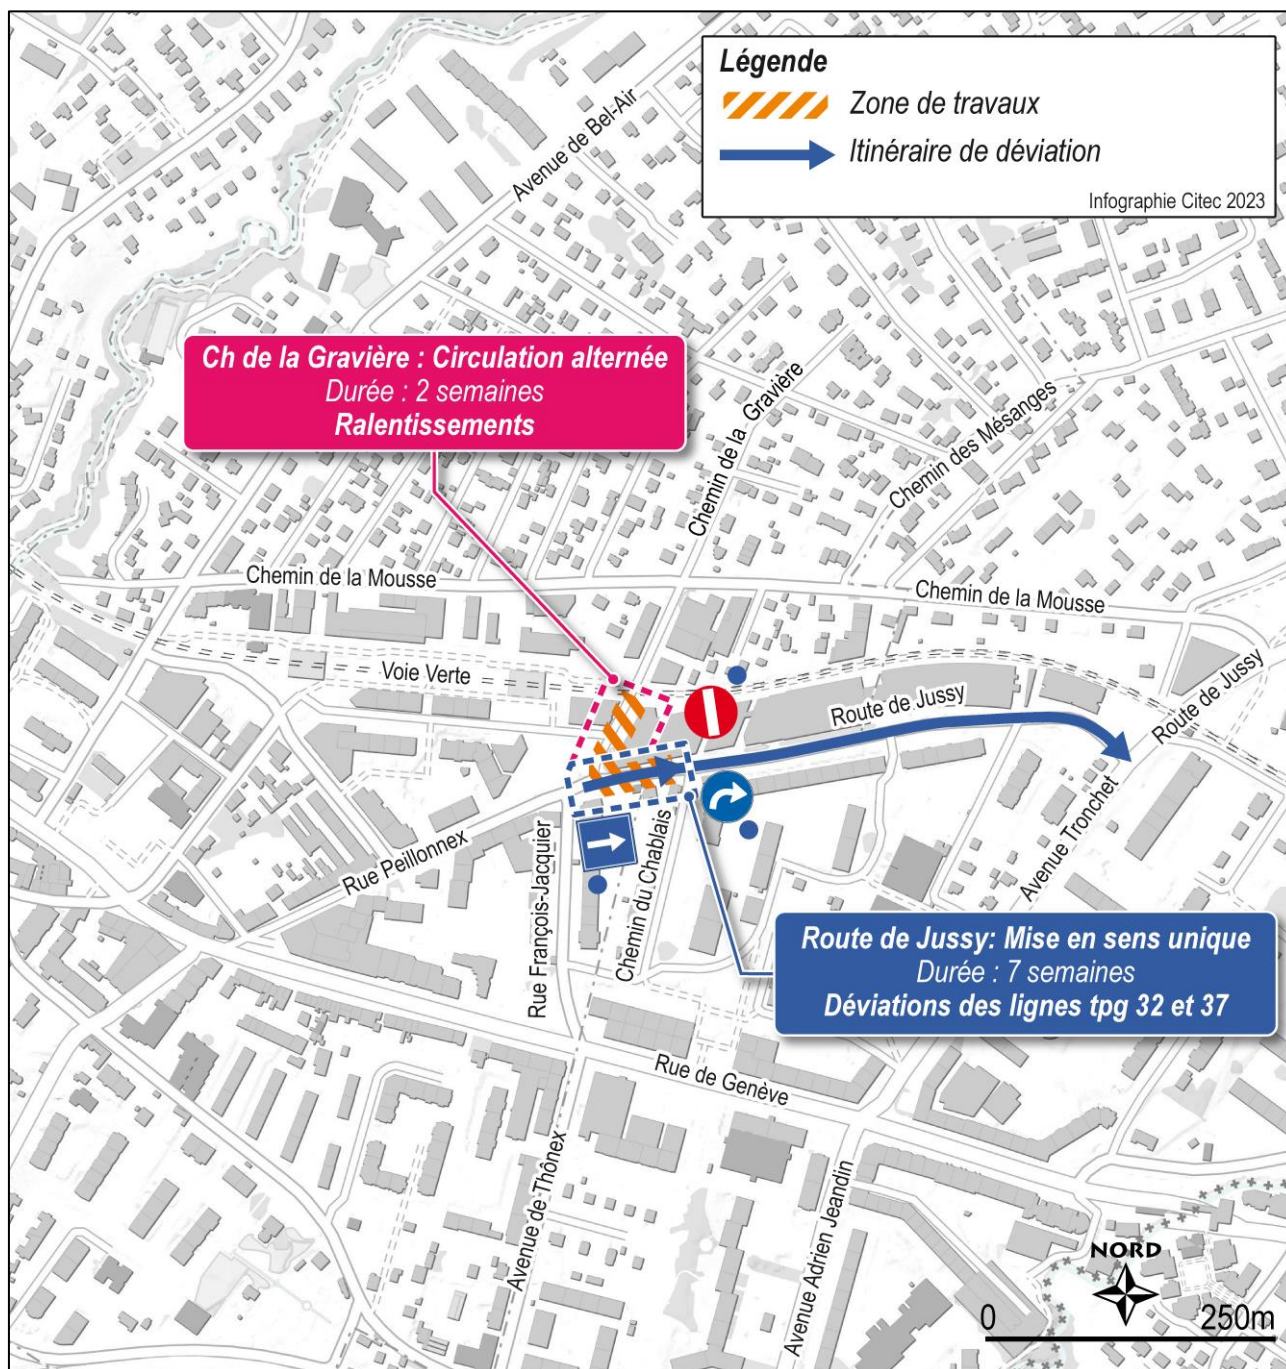 Légende
Zone de travaux
Itinéraire de déviation
Infographie Citec 2023
Avenue de Bel-Air
Ch de la Gravière : Circulation alternée
Durée : 2 semaines
Ralentissements
Chemin de la Gravière
Chemin des Mésanges
Chemin de la Mousse
Chemin de la Mousse
Voie Verte
Route de Jussy
Route de Jussy
Rue Peillonnex
Rue François-Jacquier
Chemin du Chablais
Avenue Tronchet
Route de Jussy: Mise en sens unique
Durée : 7 semaines
Déviations des lignes tpg 32 et 37
Rue de Genève
Avenue de Thônex
Avenue Adrien Jeandin
NORD
0 250m